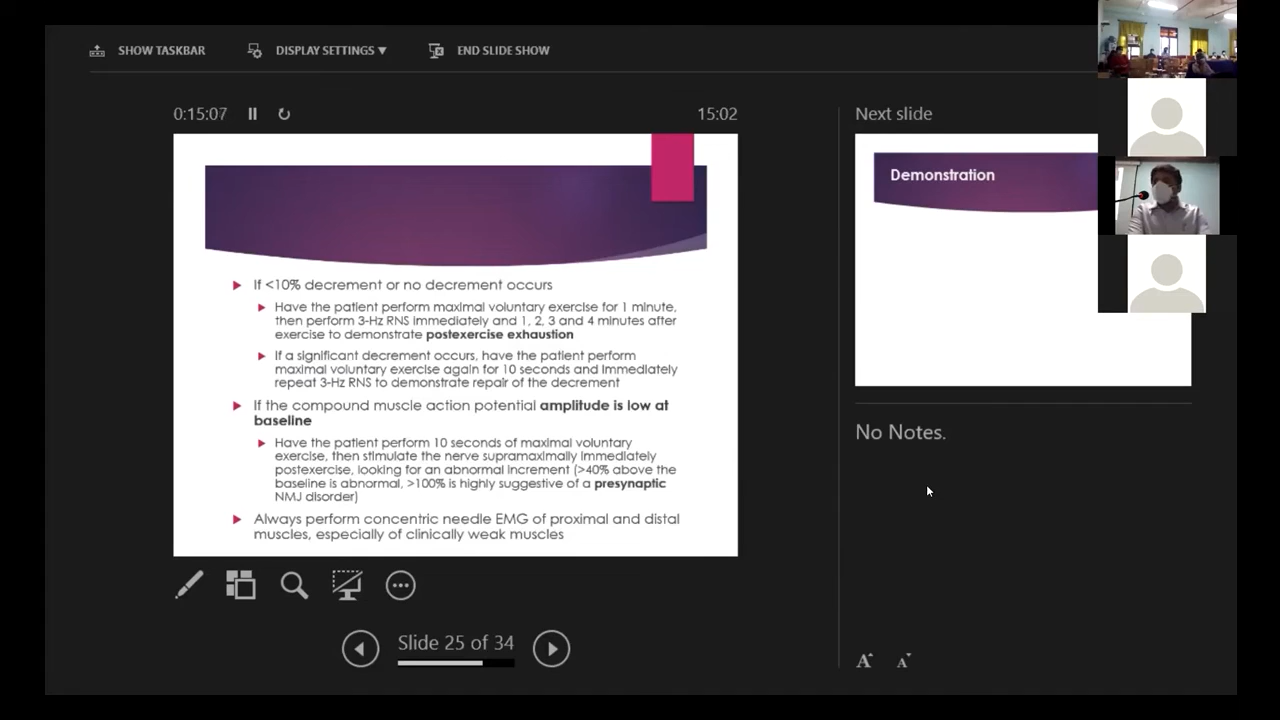 SHOW TASKBAR
DISPLAY SETTINGS ▼
END SLIDE SHOW
0:15:07
15:02
If <10% decrement or no decrement occurs
Have the patient perform maximal voluntary exercise for 1 minute,
then perform 3-Hz RNS immediately and 1, 2, 3 and 4 minutes after
exercise to demonstrate postexercise exhaustion
If a significant decrement occurs, have the patient perform
maximal voluntary exercise again for 10 seconds and immediately
repeat 3-Hz RNS to demonstrate repair of the decrement
If the compound muscle action potential amplitude is low at
baseline
Have the patient perform 10 seconds of maximal voluntary
exercise, then stimulate the nerve supramaximally immediately
postexercise, looking for an abnormal increment (>40% above the
baseline is abnormal, >100% is highly suggestive of a presynaptic
NMJ disorder)
Always perform concentric needle EMG of proximal and distal
muscles, especially of clinically weak muscles
Slide 25 of 34
Next slide
Demonstration
No Notes.
A A